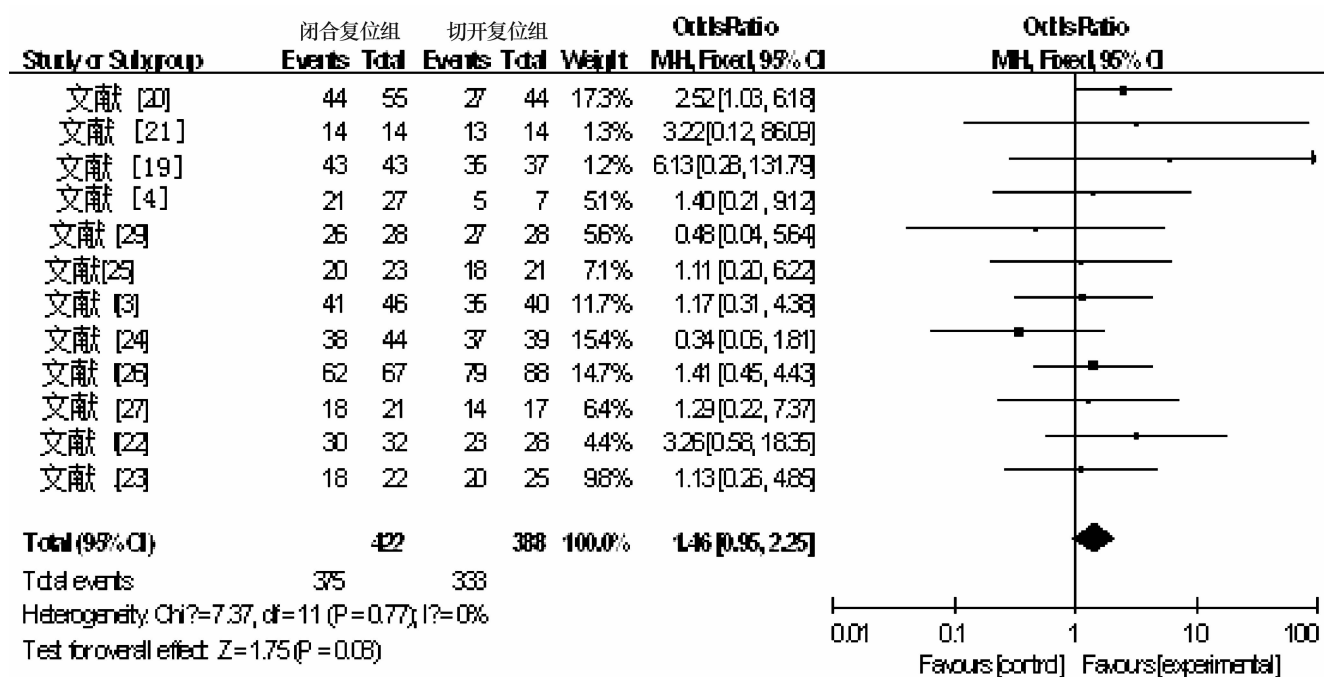 闭合复位组 切开复位组 Odds Ratio Odds Ratio
Study or Subgroup Events Total Events Total Weight M-H, Fixed, 95% CI M-H, Fixed, 95% CI
文献 [20] 44 55 27 44 17.3% 2.52 [1.03, 6.18]
文献 [21] 14 14 13 14 1.3% 3.22 [0.12, 86.09]
文献 [19] 43 43 35 37 1.2% 6.13 [0.28, 131.79]
文献 [4] 21 27 5 7 5.1% 1.40 [0.21, 9.12]
文献 [29] 26 28 27 28 5.6% 0.48 [0.04, 5.64]
文献[25] 20 23 18 21 7.1% 1.11 [0.20, 6.22]
文献 [3] 41 46 35 40 11.7% 1.17 [0.31, 4.38]
文献 [24] 38 44 37 39 15.4% 0.34 [0.06, 1.81]
文献 [26] 62 67 79 88 14.7% 1.41 [0.45, 4.43]
文献 [27] 18 21 14 17 6.4% 1.29 [0.22, 7.37]
文献 [22] 30 32 23 28 4.4% 3.26 [0.58, 18.35]
文献 [23] 18 22 20 25 9.8% 1.13 [0.26, 4.85]
Total (95% CI) 422 388 100.0% 1.46 [0.95, 2.25]
Total events 375 333
Heterogeneity: Chi?=7.37, df=11 (P=0.77); I?=0%
Test for overall effect: Z=1.75 (P=0.08)
0.01 0.1 1 10 100
Favours [control] Favours [experimental]